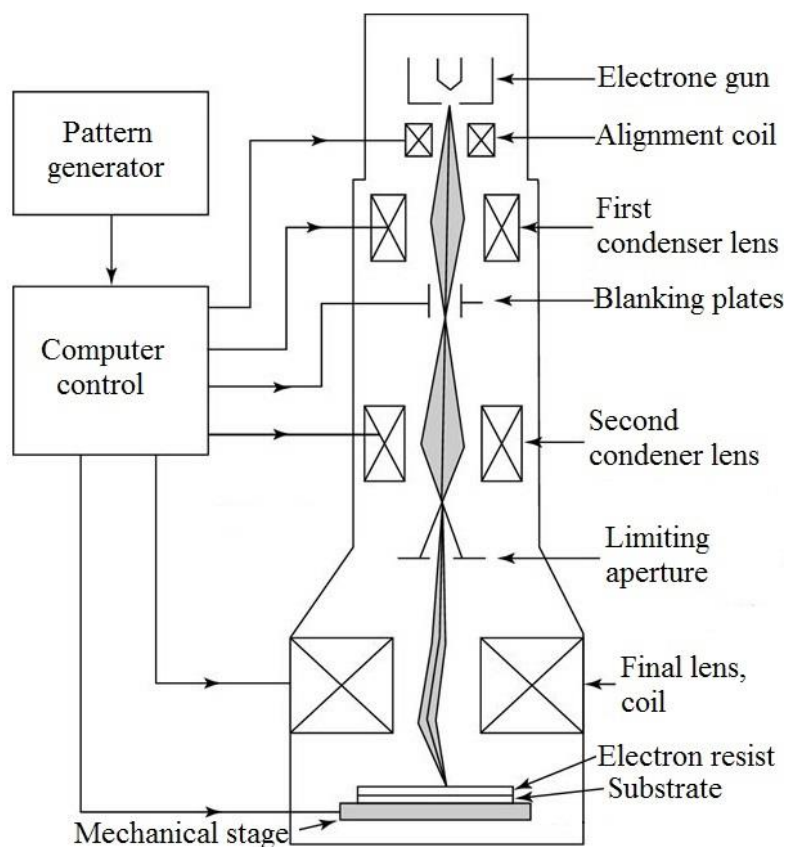 Electrone gun
Pattern
generator
Alignment coil
First
condenser lens
Blanking plates
Computer
control
Second
condener lens
Limiting
aperture
Final lens,
coil
Electron resist
Substrate
Mechanical stage